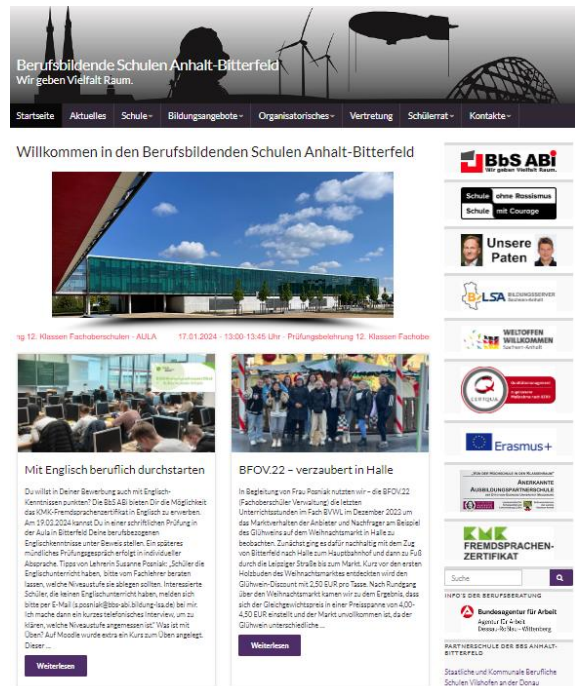 Berufsbildende Schulen Anhalt-Bitterfeld
Wir geben Vielfalt Raum.
Startseite Aktuelles Schule Bildungsangebote Organisatorisches Vertretung Schülerrat Kontakte
Willkommen in den Berufsbildenden Schulen Anhalt-Bitterfeld
ng 12. Klassen Fachoberschulen - AULA 17.01.2024 - 13:00-13:45 Uhr - Prüfungsbelehrung 12. Klassen Fachobe
Mit Englisch beruflich durchstarten
Du willst in Deiner Bewerbung auch mit Englisch-
Kenntnissen punkten? Die BbS ABI bieten Dir die Möglichkeit
das KMK-Fremdsprachenzertifikat in Englisch zu erwerben.
Am 19.03.2024 kannst Du in einer schriftlichen Prüfung in
der Aula in Bitterfeld Deine berufsbezogenen
Englischkenntnisse unter Beweis stellen. Ein späteres
mündliches Prüfungsgespräch erfolgt in individueller
Absprache. Tipps von Lehrerin Susanne Posniak: „Schüler die
Englischunterricht haben, bitte vom Fachlehrer beraten
lassen, welche Niveaustufe sie ablegen sollten. Interessierte
Schüler, die keinen Englischunterricht haben, melden sich
bitte per E-Mail (s.posniak@bbs-abi.bildung-lsa.de) bei mir.
Ich mache dann ein kurzes telefonisches Interview, um zu
klären, welche Niveaustufe angemessen ist." Was ist mit
Üben? Auf Moodle wurde extra ein Kurs zum Üben angelegt.
Dieser ...
Weiterlesen
BFOV.22 – verzaubert in Halle
In Begleitung von Frau Posniak nutzten wir – die BFOV.22
(Fachoberschüler Verwaltung) die letzten
Unterrichtsstunden im Fach BVWL im Dezember 2023 um
das Marktverhalten der Anbieter und Nachfrager am Beispiel
des Glühweins auf dem Weihnachtsmarkt in Halle zu
beobachten. Zunächst ging es dafür nachhaltig mit dem Zug
von Bitterfeld nach Halle zum Hauptbahnhof und dann zu Fuß
durch die Leipziger Straße bis zum Markt. Kurz vor den ersten
Holzbuden des Weihnachtsmarktes entdeckten wird den
Glühwein-Discount mit 2,50 EUR pro Tasse. Nach Rundgang
über den Weihnachtsmarkt kamen wir zu dem Ergebnis, dass
sich der Gleichgewichtspreis in einer Preisspanne von 4,00-
4,50 EUR einstellt und der Markt unvollkommen ist, da der
Glühwein unterschiedliche ...
Weiterlesen
BbS ABi
Wir geben Vielfalt Raum.
Schule ohne Rassismus
Schule mit Courage
Unsere
Paten
LSA BILDUNGSSERVER
Sachsen-Anhalt
WELTOFFEN
WILLKOMMEN
Sachsen-Anhalt
CERTQUA
Erasmus+
„VON DER HOCHSCHULE IN DEN KLASSENRAUM"
ANERKANNTE
AUSBILDUNGSPARTNERSCHULE
KMK
FREMDSPRACHEN-
ZERTIFIKAT
Suche
INFO'S DER BERUFSBERATUNG
Bundesagentur für Arbeit
Agentur für Arbeit
Dessau-Roßlau – Wittenberg
PARTNERSCHULE DER BBS ANHALT-
BITTERFELD
Staatliche und Kommunale Berufliche
Schulen Vilshofen an der Donau